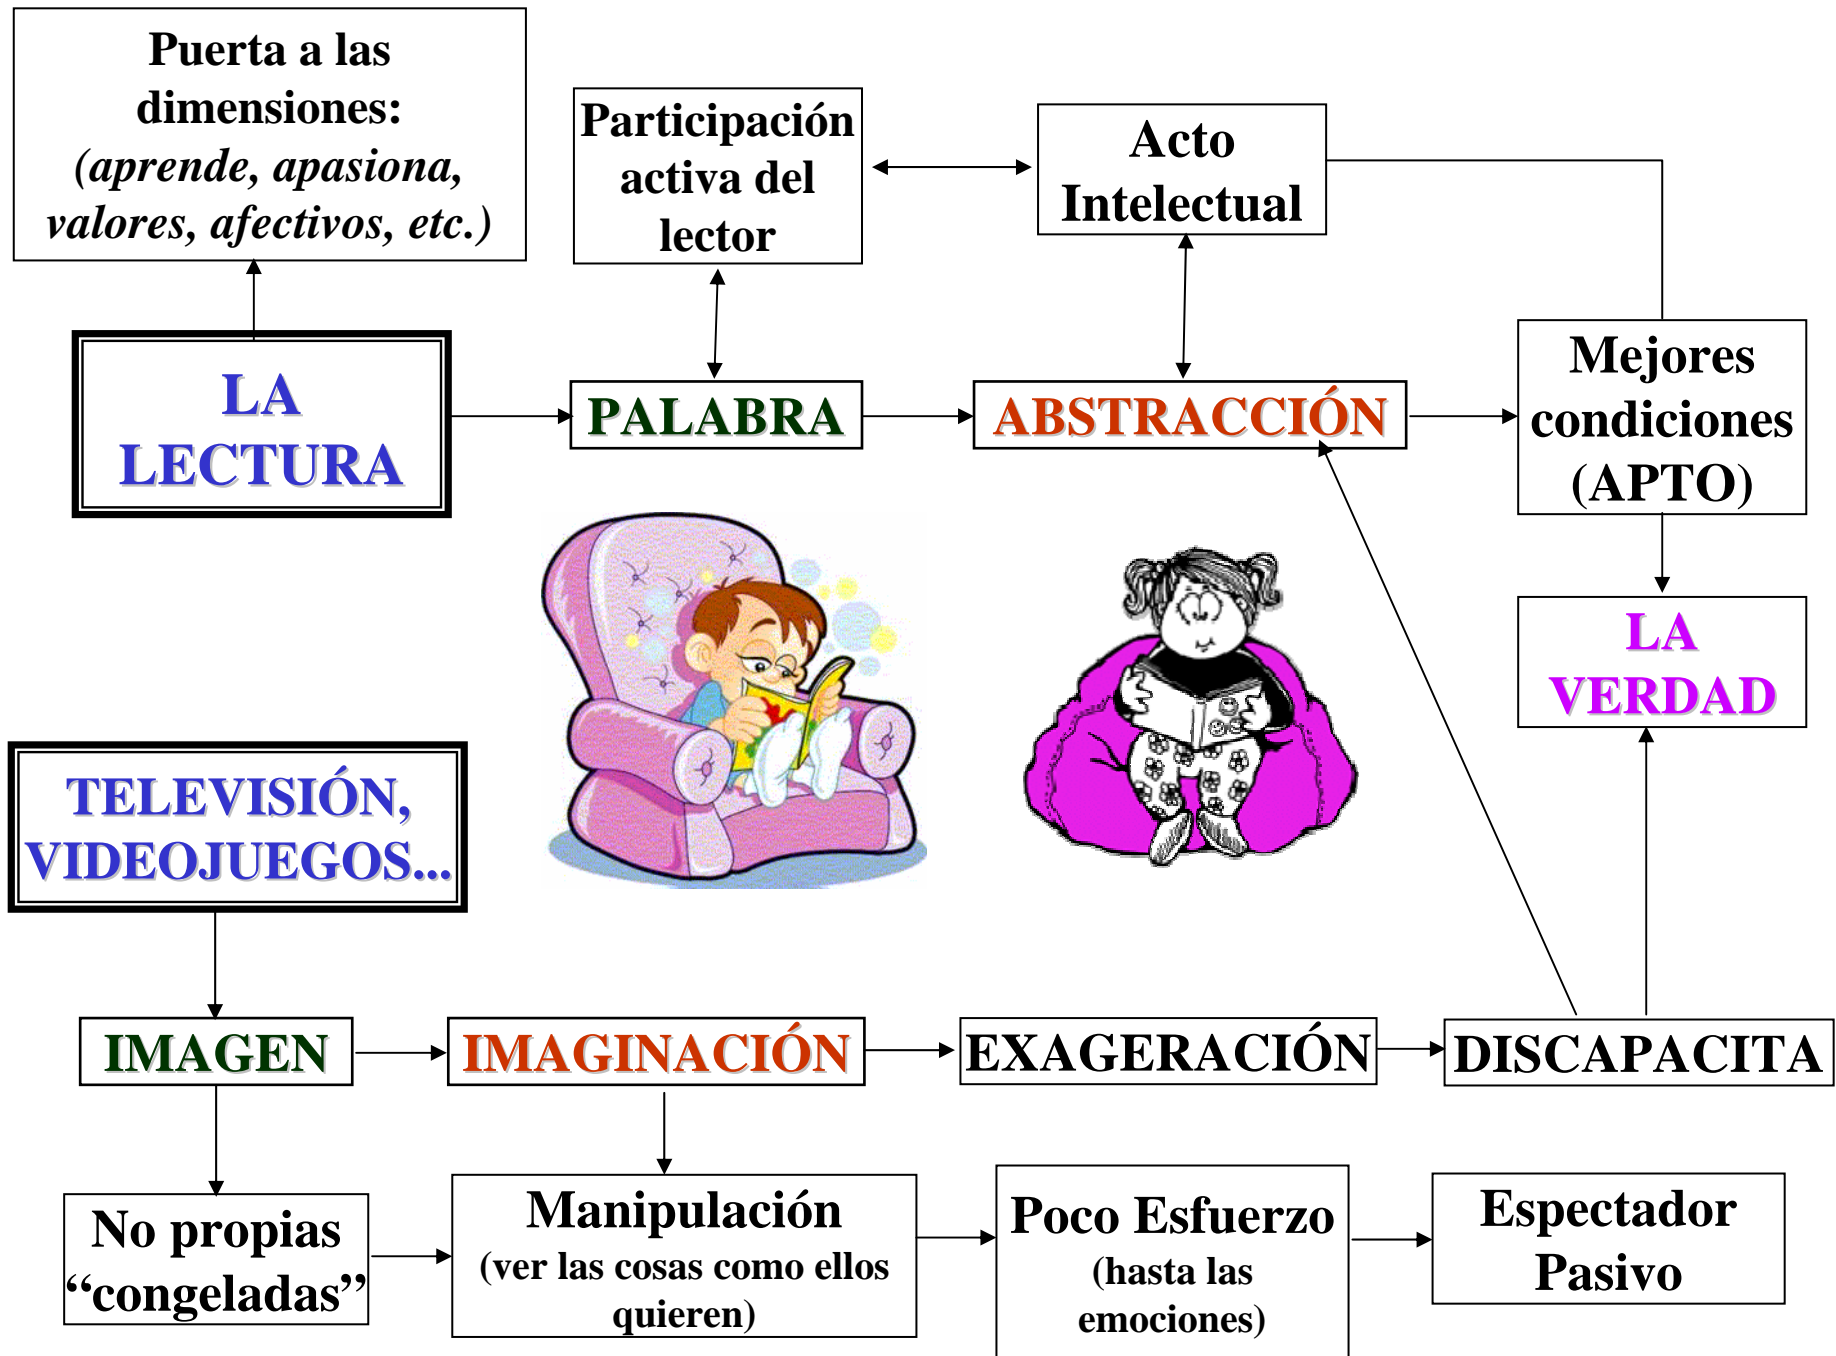 Puerta a las
dimensiones:
(aprende, apasiona,
valores, afectivos, etc.)
Participación
activa del
lector
Acto
Intelectual
LA
LECTURA
PALABRA
ABSTRACCIÓN
Mejores
condiciones
(APTO)
LA
VERDAD
TELEVISIÓN,
VIDEOJUEGOS...
IMAGEN
IMAGINACIÓN
EXAGERACIÓN
DISCAPACITA
No propias
“congeladas”
Manipulación
(ver las cosas como ellos
quieren)
Poco Esfuerzo
(hasta las
emociones)
Espectador
Pasivo